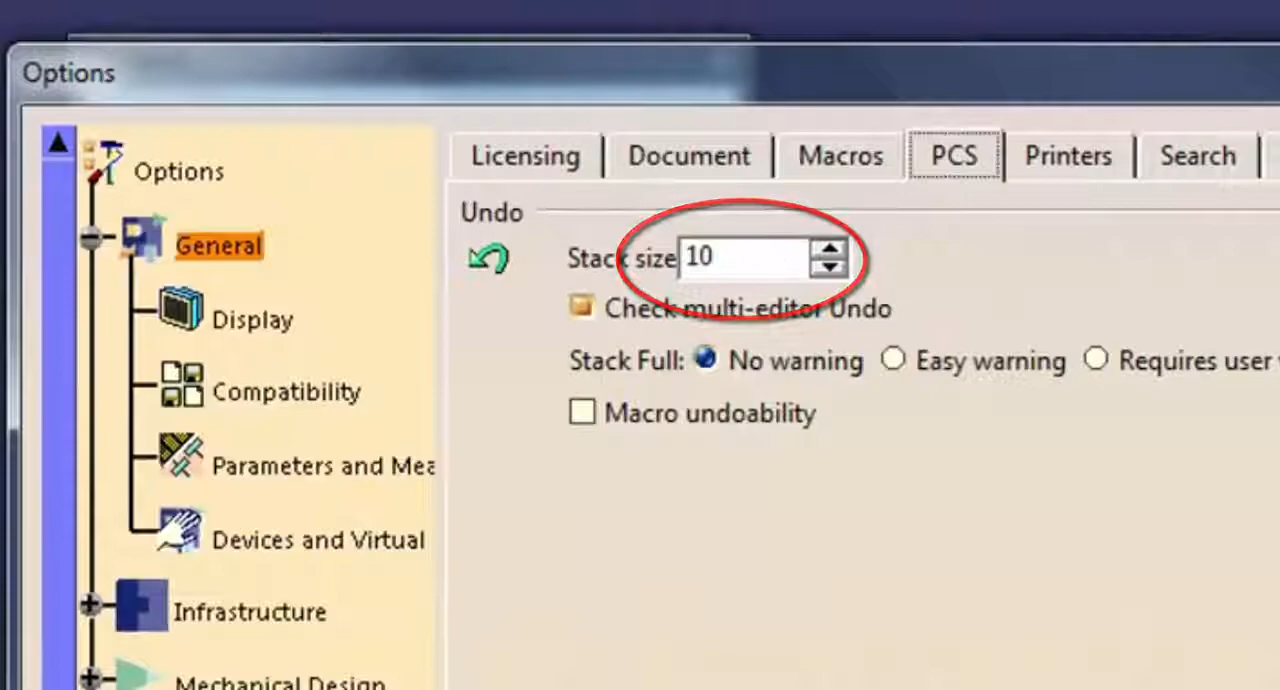 Options
Options
General
Display
Compatibility
Parameters and Mea
Devices and Virtual
Infrastructure
Mechanical Design
Licensing Document Macros PCS Printers Search
Undo
Stack size 10
Check multi-editor Undo
Stack Full: No warning Easy warning Requires user
Macro undoability